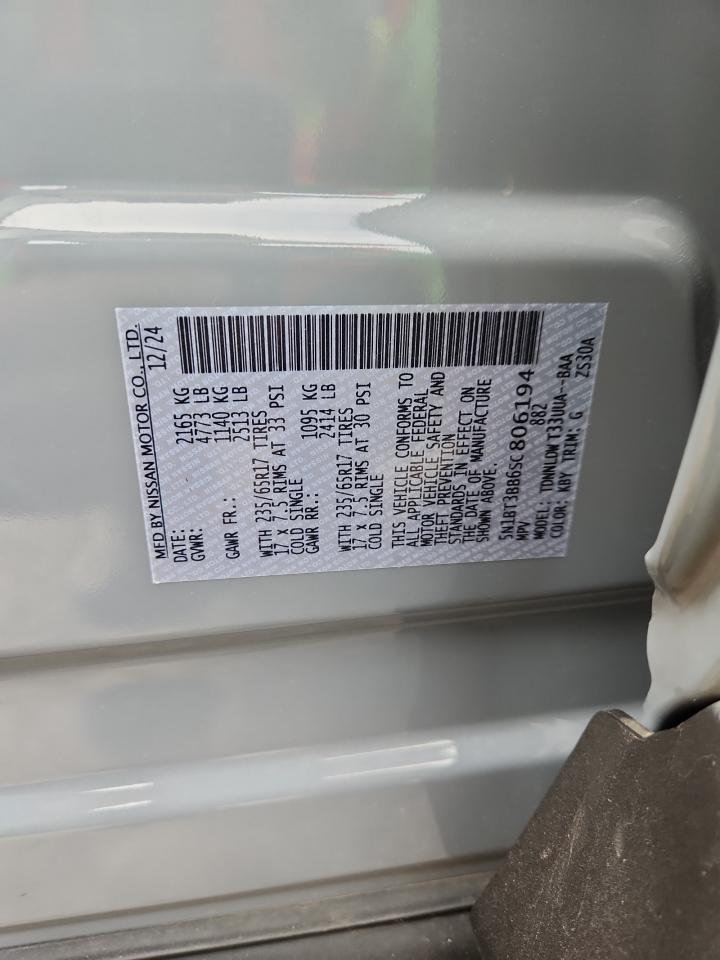 MFD BY NISSAN MOTOR CO., LTD.
DATE: 12/24
GVWR: 2165 KG
4773 LB
GAWR FR.: 1140 KG
2513 LB
WITH 235/65R17 TIRES
17 X 7.5 RIMS AT 33 PSI
COLD SINGLE
GAWR RR.: 1095 KG
2414 LB
WITH 235/65R17 TIRES
17 X 7.5 RIMS AT 30 PSI
COLD SINGLE
THIS VEHICLE CONFORMS TO
ALL APPLICABLE FEDERAL
MOTOR VEHICLE SAFETY AND
THEFT PREVENTION
STANDARDS IN EFFECT ON
THE DATE OF MANUFACTURE
SHOWN ABOVE.
5N1BT3BB6SC806194
MPV 882
MODEL: TDNNLDW T33UUA--BAA
COLOR: KBY TRIM: G ZS30A